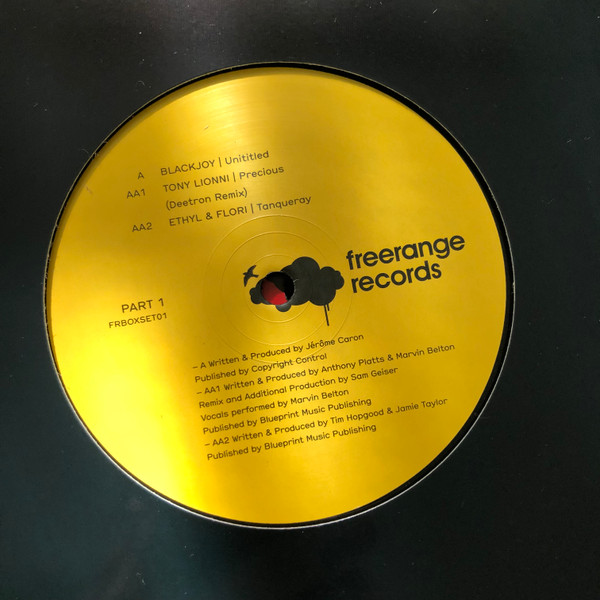 A BLACKJOY | Unititled
AA1 TONY LIONNI | Precious
(Deetron Remix)
AA2 ETHYL & FLORI | Tanqueray
freerange
records
PART 1
FRBOXSET01
– A Written & Produced by Jérôme Caron
Published by Copyright Control
– AA1 Written & Produced by Anthony Platts & Marvin Belton
Remix and Additional Production by Sam Geiser
Vocals performed by Marvin Belton
Published by Blueprint Music Publishing
– AA2 Written & Produced by Tim Hopgood & Jamie Taylor
Published by Blueprint Music Publishing